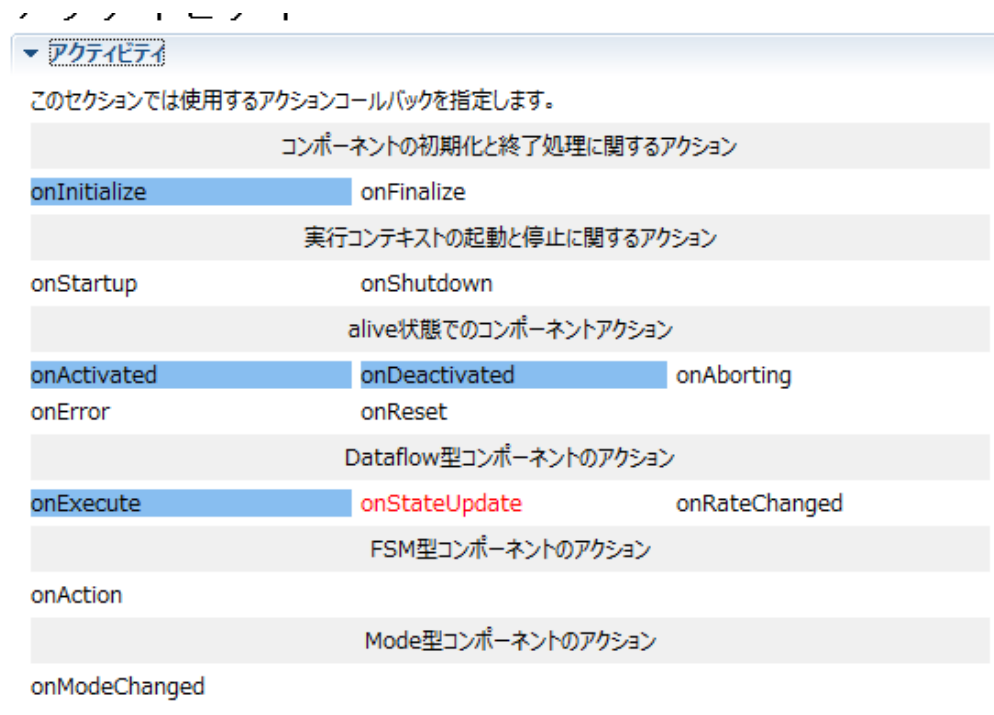 アクティビティ
このセクションでは使用するアクションコールバックを指定します。
コンポーネントの初期化と終了処理に関するアクション
onInitialize onFinalize
実行コンテキストの起動と停止に関するアクション
onStartup onShutdown
alive状態でのコンポーネントアクション
onActivated onDeactivated onAborting
onError onReset
Dataflow型コンポーネントのアクション
onExecute onStateUpdate onRateChanged
FSM型コンポーネントのアクション
onAction
Mode型コンポーネントのアクション
onModeChanged